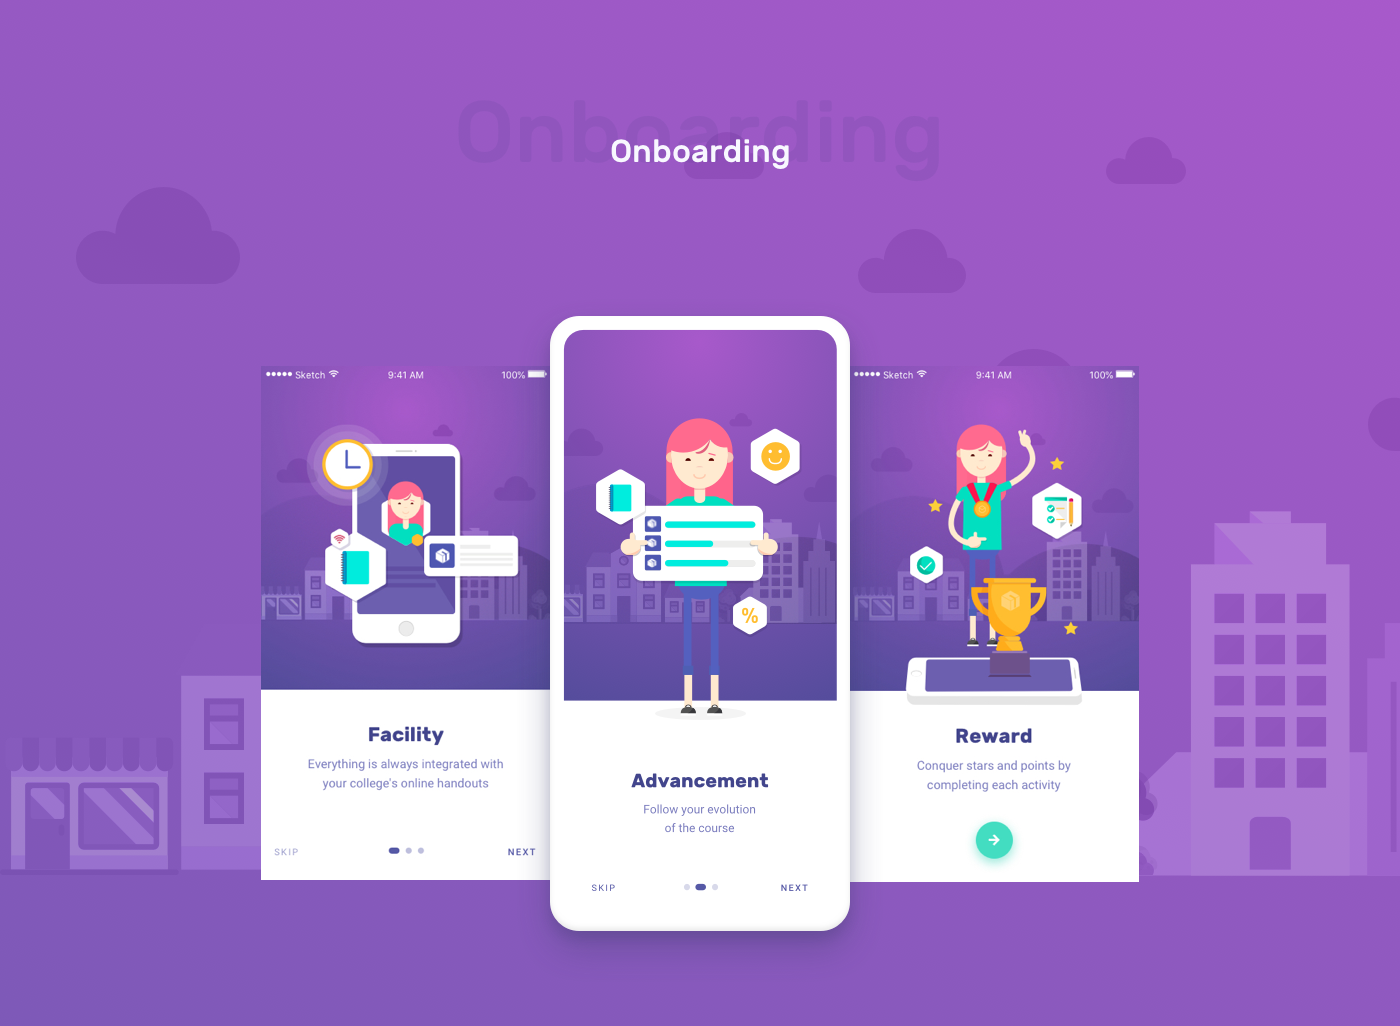 Onboarding
Onboarding
Sketch 9:41 AM 100%
Facility
Everything is always integrated with
your college's online handouts
SKIP NEXT
%
Advancement
Follow your evolution
of the course
SKIP NEXT
Sketch 9:41 AM 100%
Reward
Conquer stars and points by
completing each activity